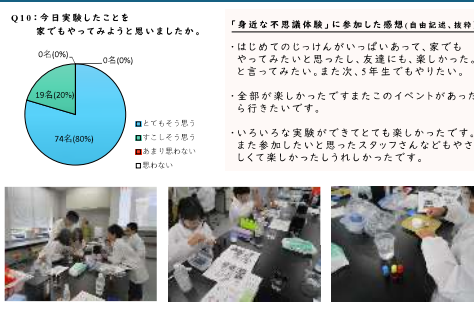 Q10：今日実験したことを
家でもやってみようと思いましたか。
0名(0%)
0名(0%)
19名(20%)
74名(80%)
とてもそう思う
すこしそう思う
あまり思わない
思わない
「身近な不思議体験」に参加した感想(自由記述、抜粋)
・はじめてのじっけんがいっぱいあって、家でも
やってみたいと思ったし、友達にも、楽しかった。
と言ってみたい。また次、5年生でもやりたい。
・全部が楽しかったですまたこのイベントがあった
ら行きたいです。
・いろいろな実験ができてとても楽しかったです。
また参加したいと思ったスタッフさんなどもやさ
しくて楽しかったしうれしかったです。